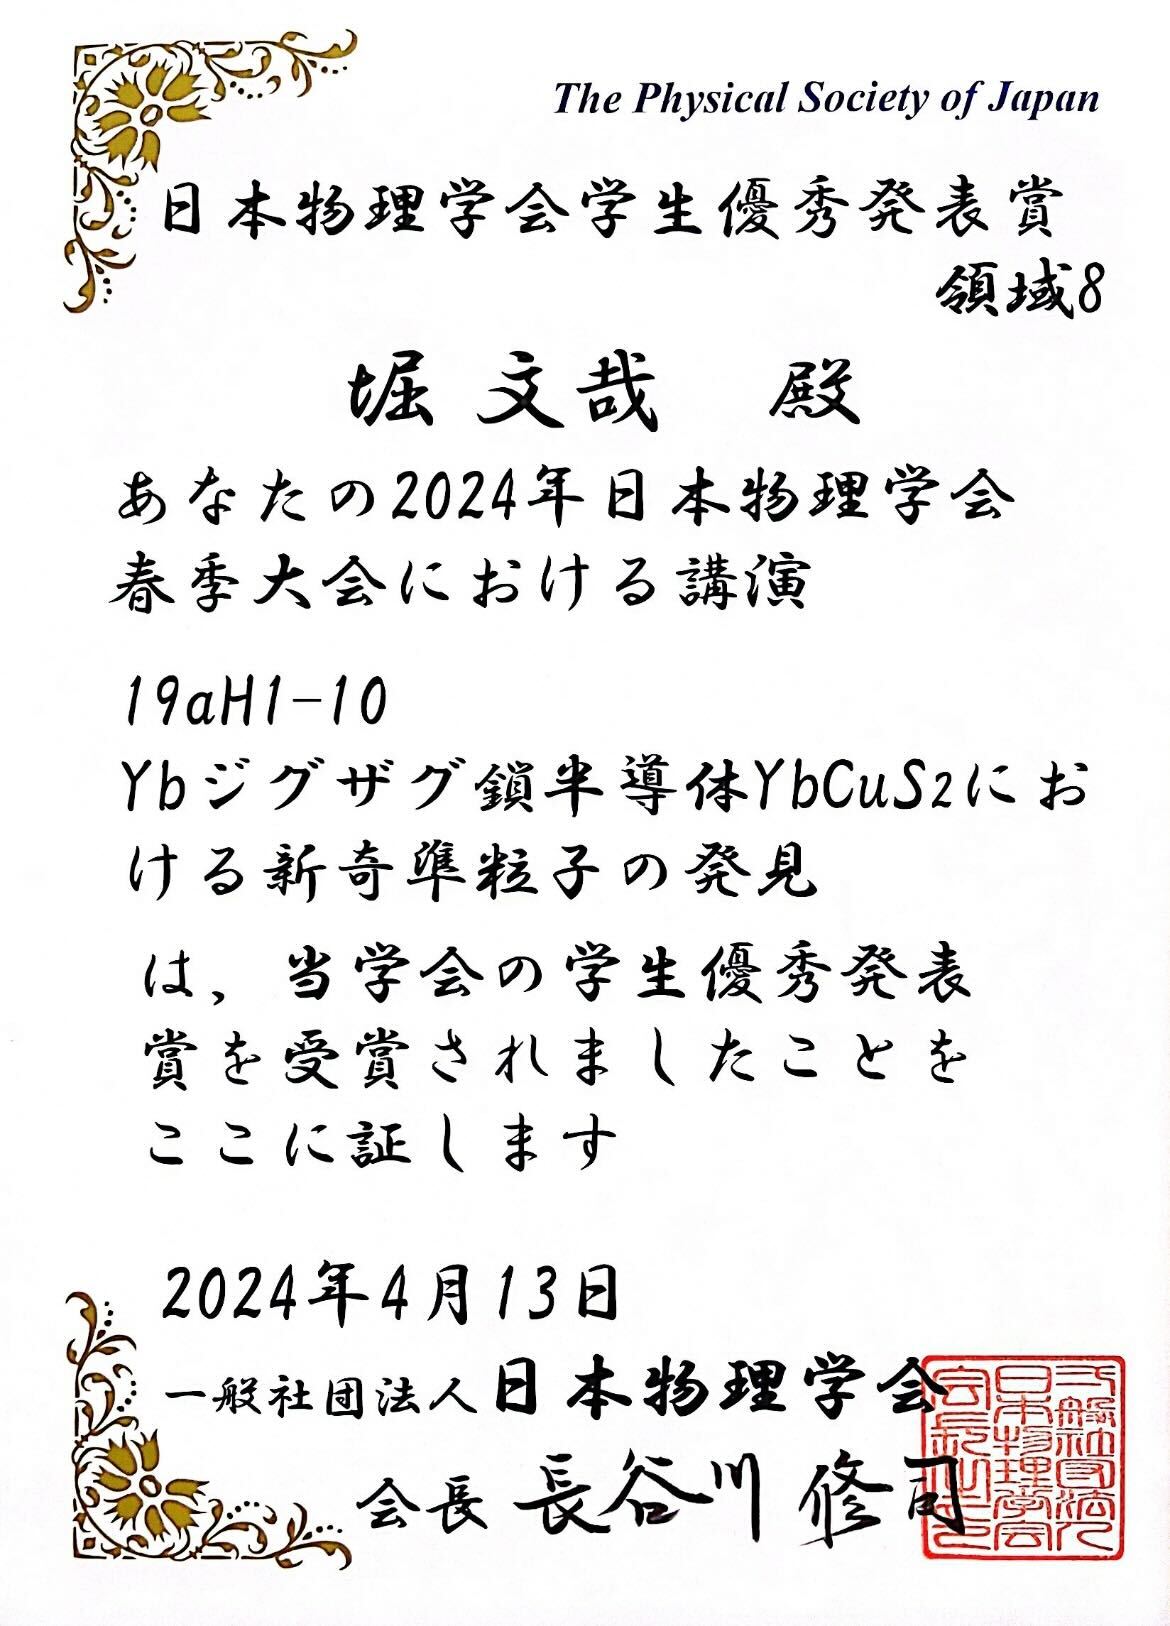 The Physical Society of Japan
日本物理学会学生優秀発表賞
領域8
堀 文哉 殿
あなたの2024年日本物理学会
春季大会における講演
19aH1-10
Ybジグザグ鎖半導体YbCuS2にお
ける新奇準粒子の発見
は，当学会の学生優秀発表
賞を受賞されましたことを
ここに証します
2024年4月13日
一般社団法人日本物理学会
会長 長谷川 修司
一般社団法人
日本物理学会
会長之印